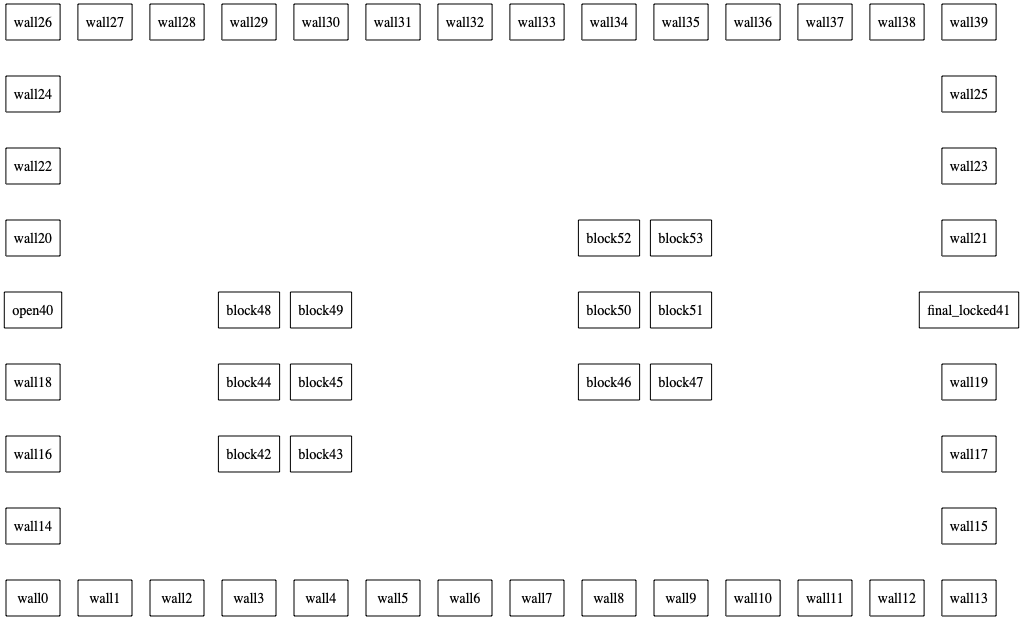 wall26 wall27 wall28 wall29 wall30 wall31 wall32 wall33 wall34 wall35 wall36 wall37 wall38 wall39
wall24 wall25
wall22 wall23
wall20 block52 block53 wall21
open40 block48 block49 block50 block51 final_locked41
wall18 block44 block45 block46 block47 wall19
wall16 block42 block43 wall17
wall14 wall15
wall0 wall1 wall2 wall3 wall4 wall5 wall6 wall7 wall8 wall9 wall10 wall11 wall12 wall13